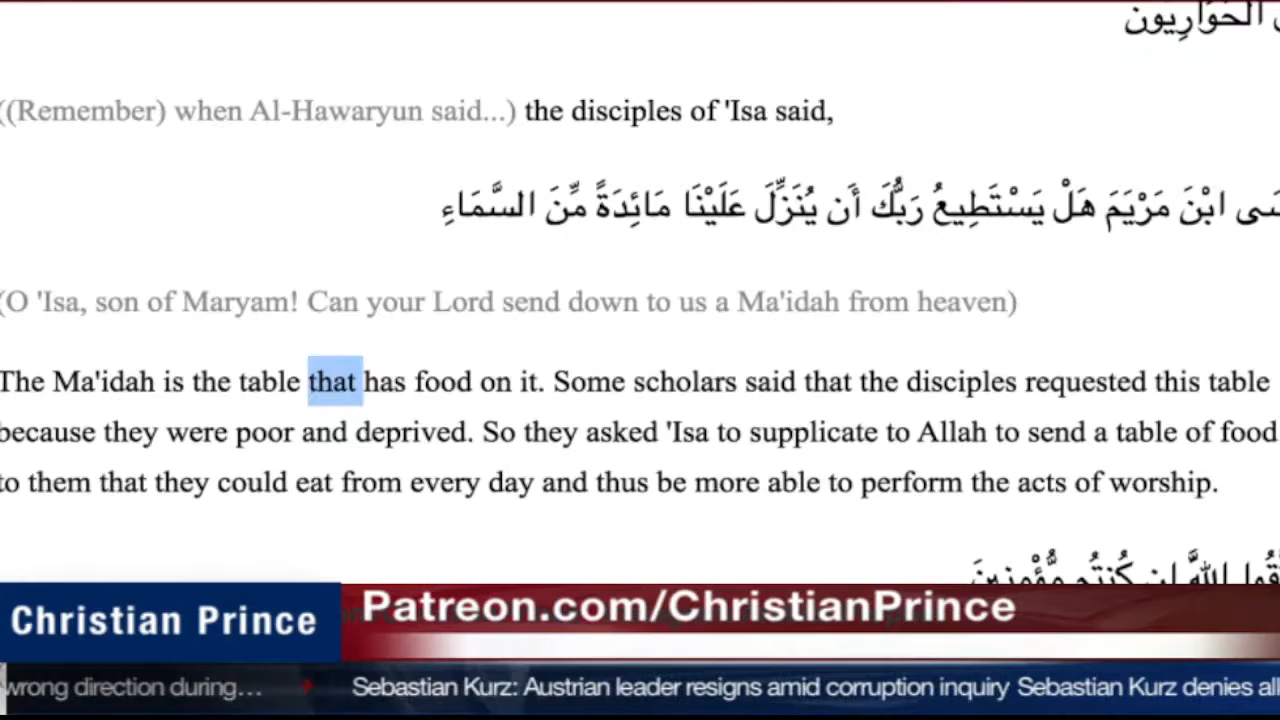 الْحَوَارِيُّونَ
((Remember) when Al-Hawaryun said...) the disciples of 'Isa said,
ابْنَ مَرْيَمَ هَلْ يَسْتَطِيعُ رَبُّكَ أَن يُنَزِّلَ عَلَيْنَا مَائِدَةً مِّنَ السَّمَاءِ
(O 'Isa, son of Maryam! Can your Lord send down to us a Ma'idah from heaven)
The Ma'idah is the table that has food on it. Some scholars said that the disciples requested this table
because they were poor and deprived. So they asked 'Isa to supplicate to Allah to send a table of food
to them that they could eat from every day and thus be more able to perform the acts of worship.
اللَّهَ إِن كُنتُم مُّؤْمِنِينَ
Christian Prince
Patreon.com/ChristianPrince
wrong direction during... Sebastian Kurz: Austrian leader resigns amid corruption inquiry Sebastian Kurz denies all